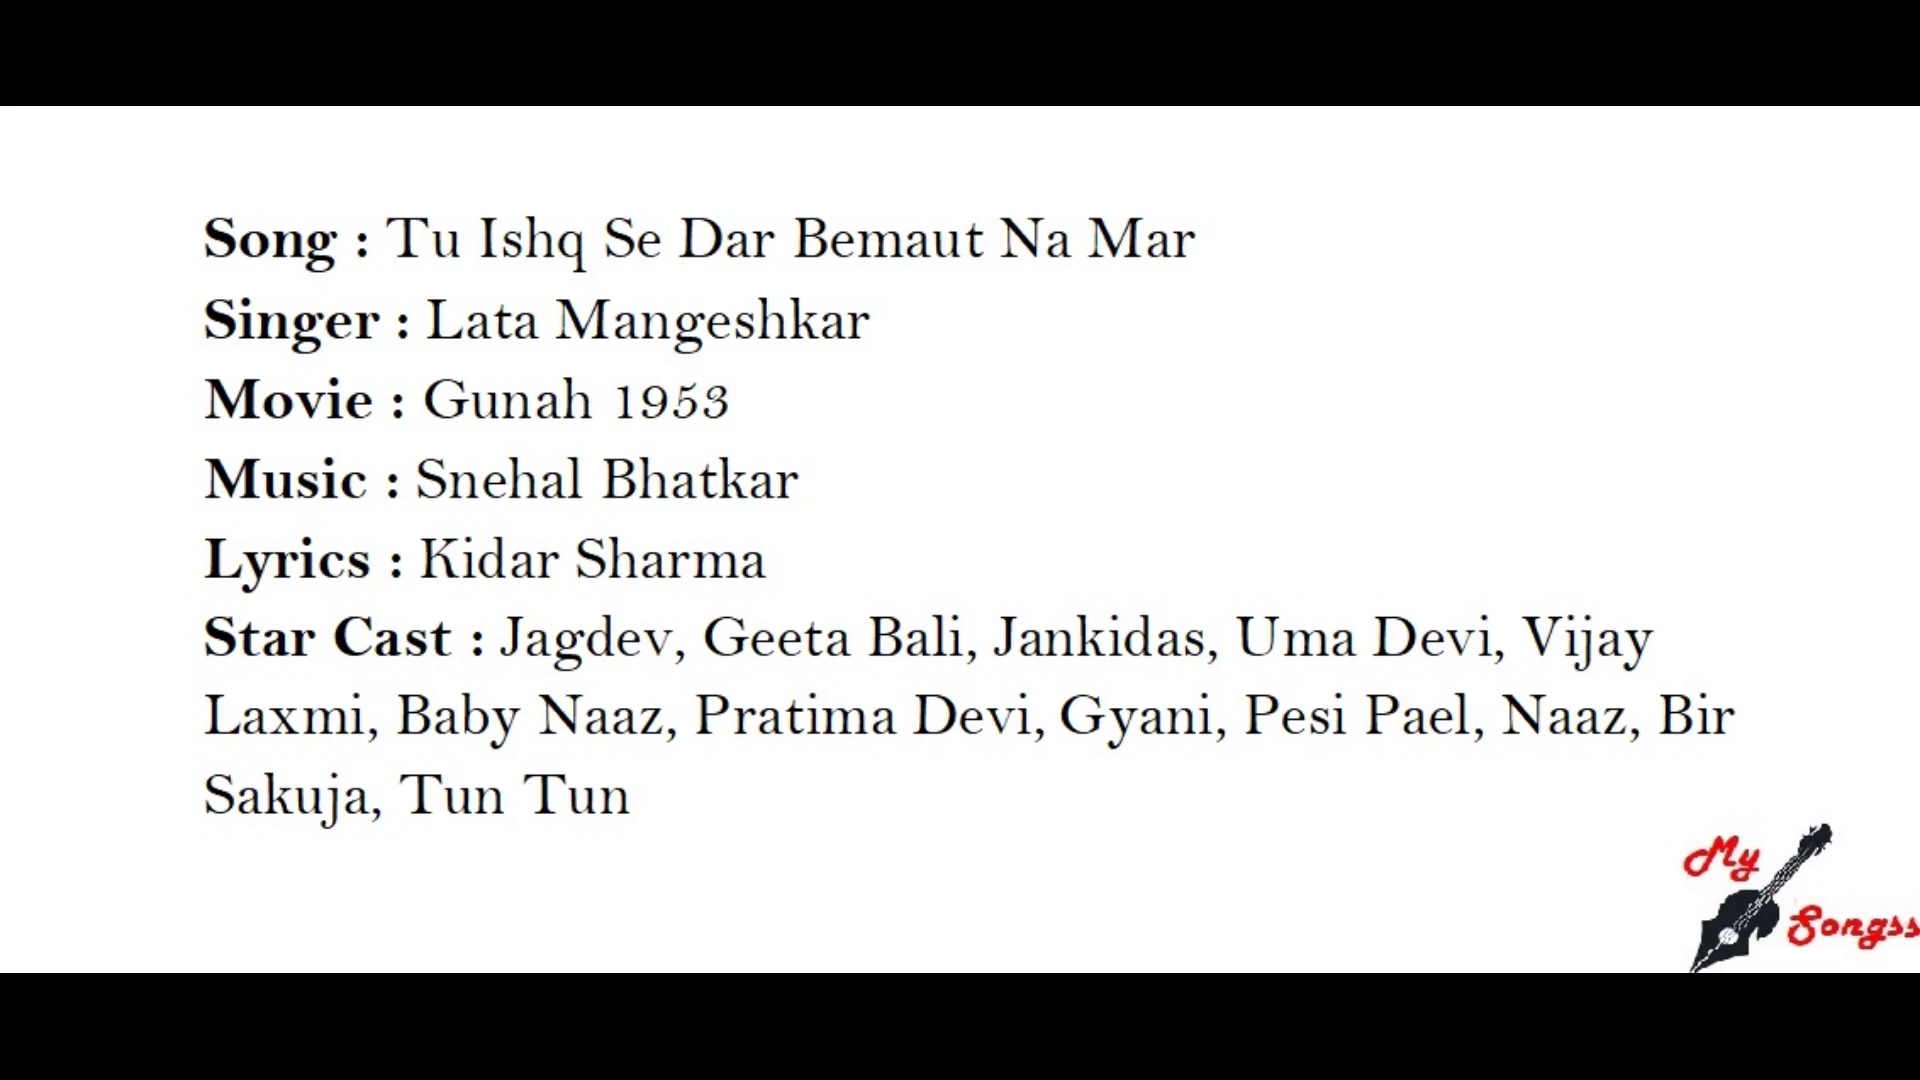 Song : Tu Ishq Se Dar Bemaut Na Mar
Singer : Lata Mangeshkar
Movie : Gunah 1953
Music : Snehal Bhatkar
Lyrics : Kidar Sharma
Star Cast : Jagdev, Geeta Bali, Jankidas, Uma Devi, Vijay
Laxmi, Baby Naaz, Pratima Devi, Gyani, Pesi Pael, Naaz, Bir
Sakuja, Tun Tun
My
Songss